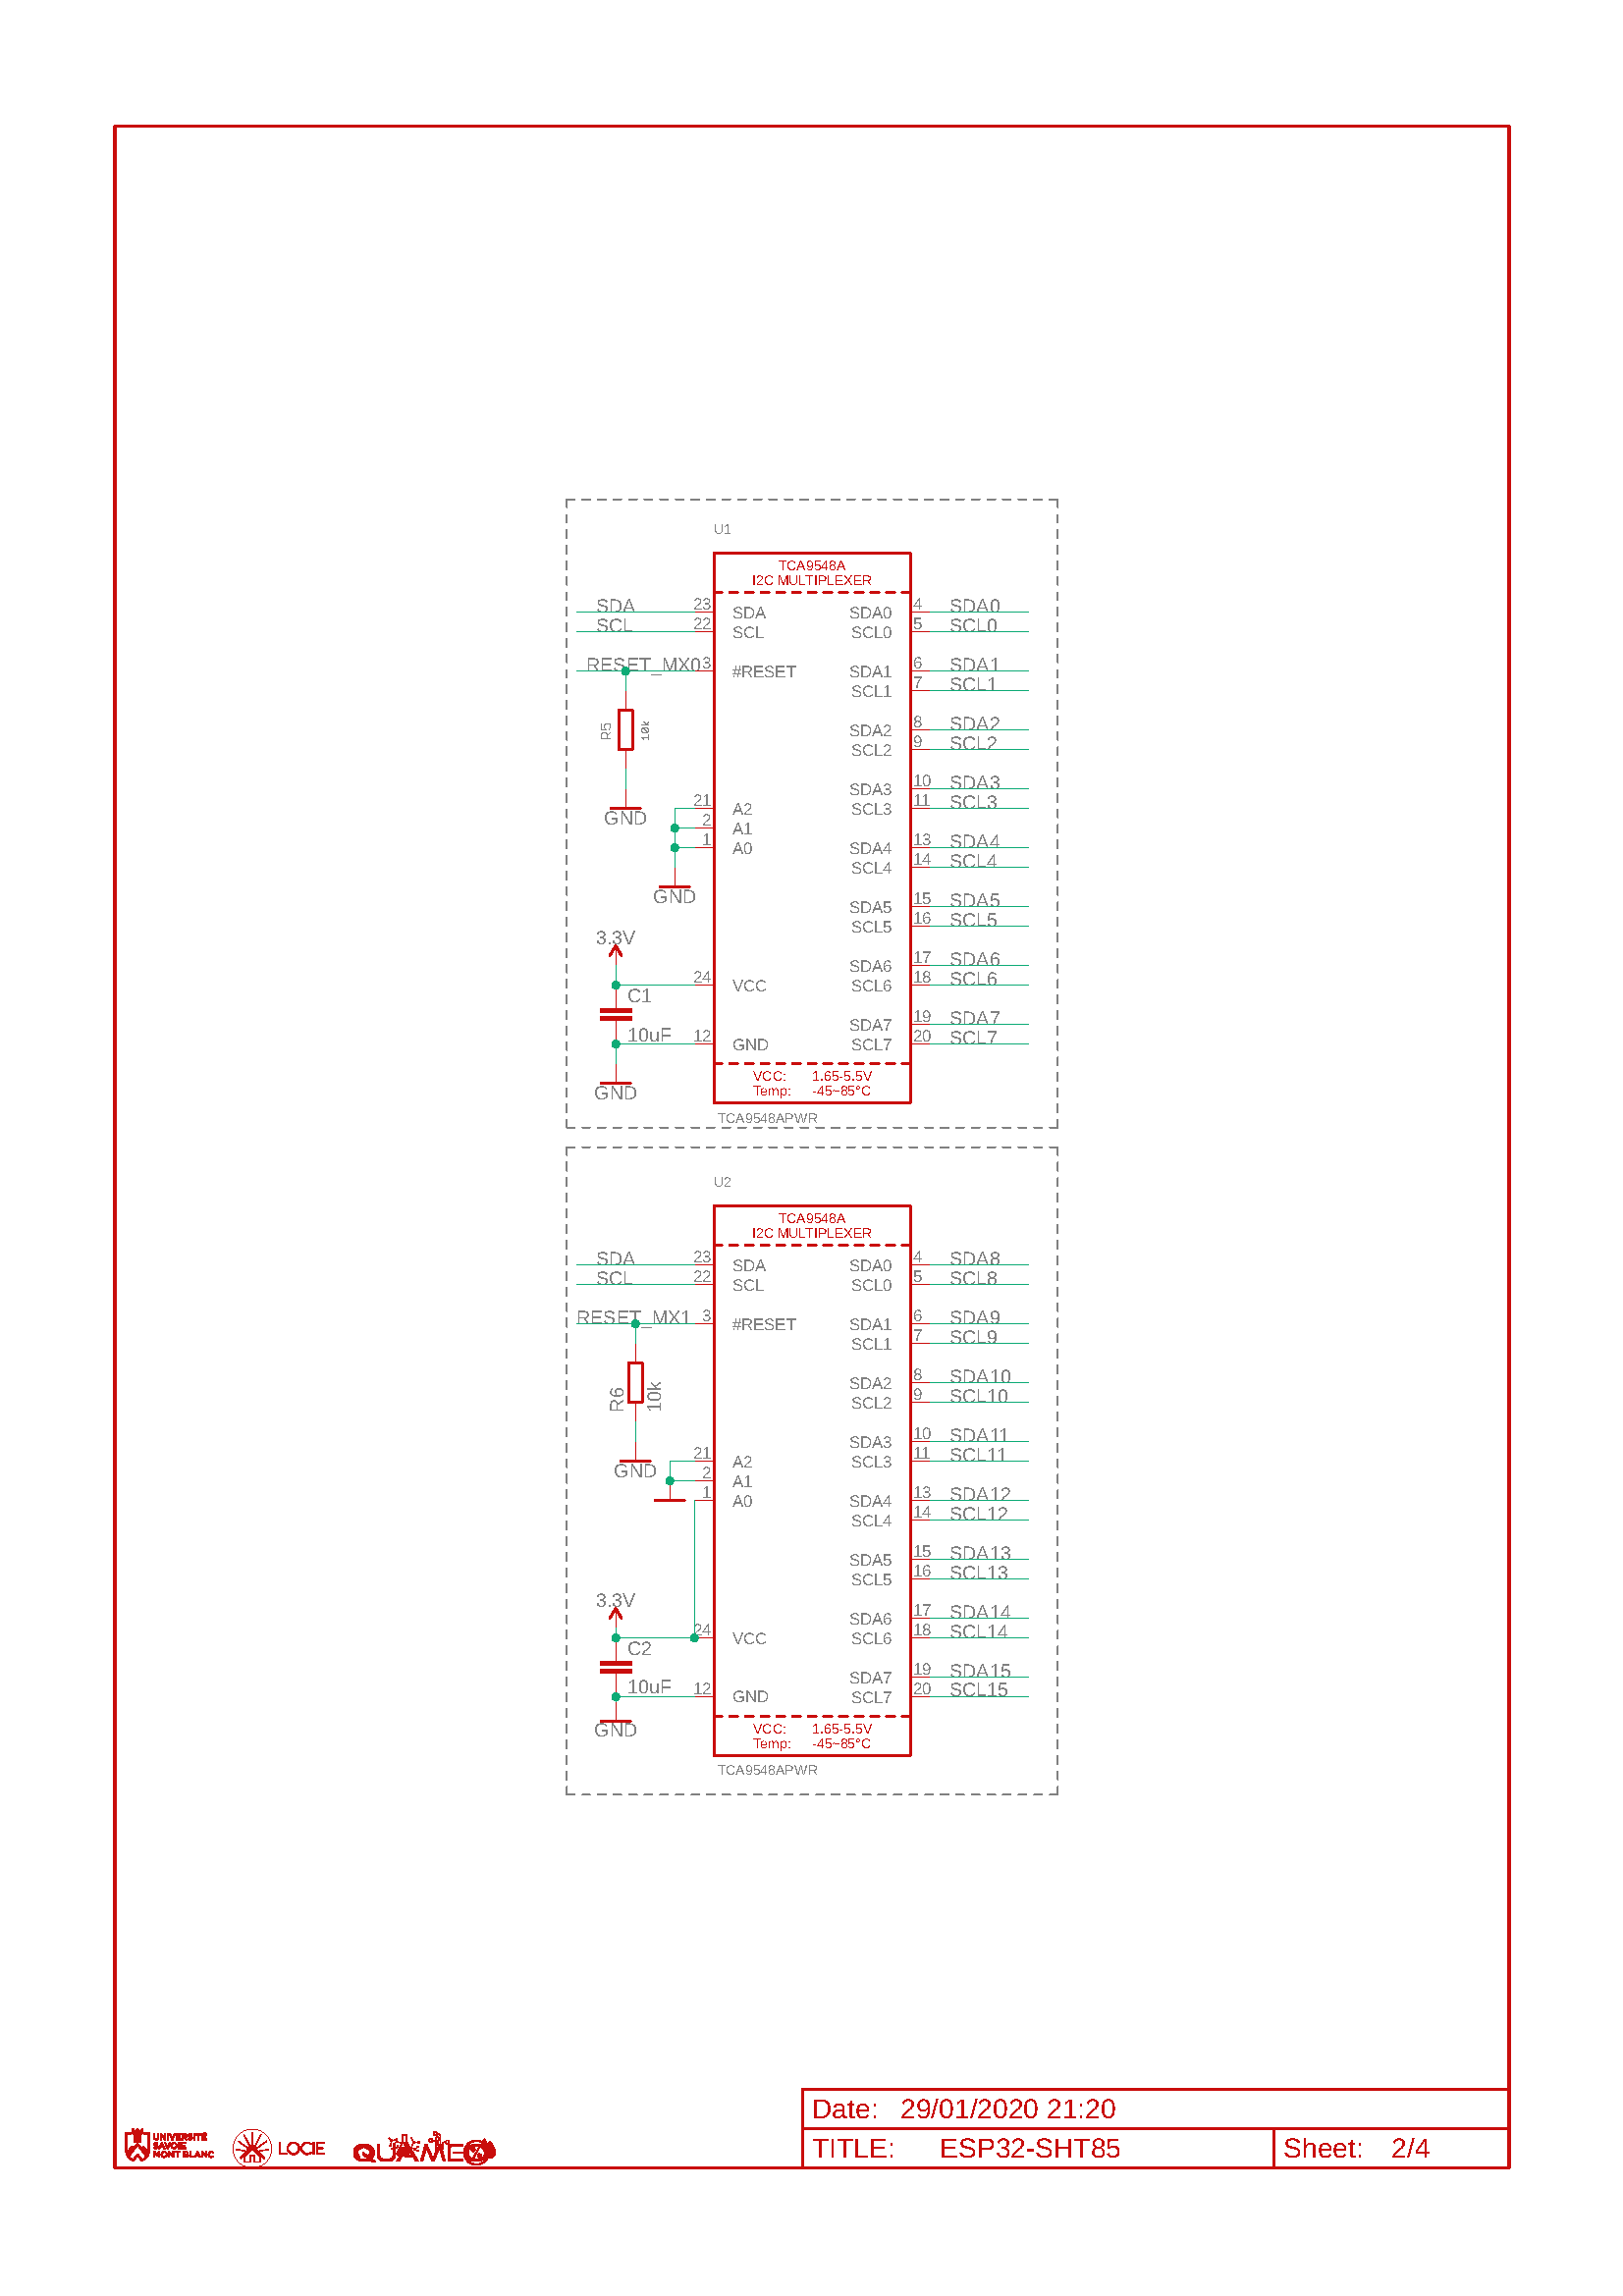 U1
TCA9548A
I2C MULTIPLEXER
SDA 23 SDA SDA0 4 SDA0
SCL 22 SCL SCL0 5 SCL0
RESET_MX0 3 #RESET SDA1 6 SDA1
SCL1 7 SCL1
R5 10k SDA2 8 SDA2
SCL2 9 SCL2
SDA3 10 SDA3
21 A2 SCL3 11 SCL3
GND
2 A1
1 A0 SDA4 13 SDA4
SCL4 14 SCL4
GND
SDA5 15 SDA5
SCL5 16 SCL5
3.3V
SDA6 17 SDA6
24 VCC SCL6 18 SCL6
C1
SDA7 19 SDA7
10uF 12 GND SCL7 20 SCL7
VCC: 1.65-5.5V
GND Temp: -45~85°C
TCA9548APWR
U2
TCA9548A
I2C MULTIPLEXER
SDA 23 SDA SDA0 4 SDA8
SCL 22 SCL SCL0 5 SCL8
RESET_MX1 3 #RESET SDA1 6 SDA9
SCL1 7 SCL9
R6 10k SDA2 8 SDA10
SCL2 9 SCL10
SDA3 10 SDA11
21 A2 SCL3 11 SCL11
GND
2 A1
1 A0 SDA4 13 SDA12
SCL4 14 SCL12
SDA5 15 SDA13
SCL5 16 SCL13
3.3V
SDA6 17 SDA14
24 VCC SCL6 18 SCL14
C2
SDA7 19 SDA15
10uF 12 GND SCL7 20 SCL15
GND VCC: 1.65-5.5V
Temp: -45~85°C
TCA9548APWR
Date: 29/01/2020 21:20
TITLE: ESP32-SHT85 Sheet: 2/4
UNIVERSITÉ
SAVOIE
MONT BLANC
LOCIE